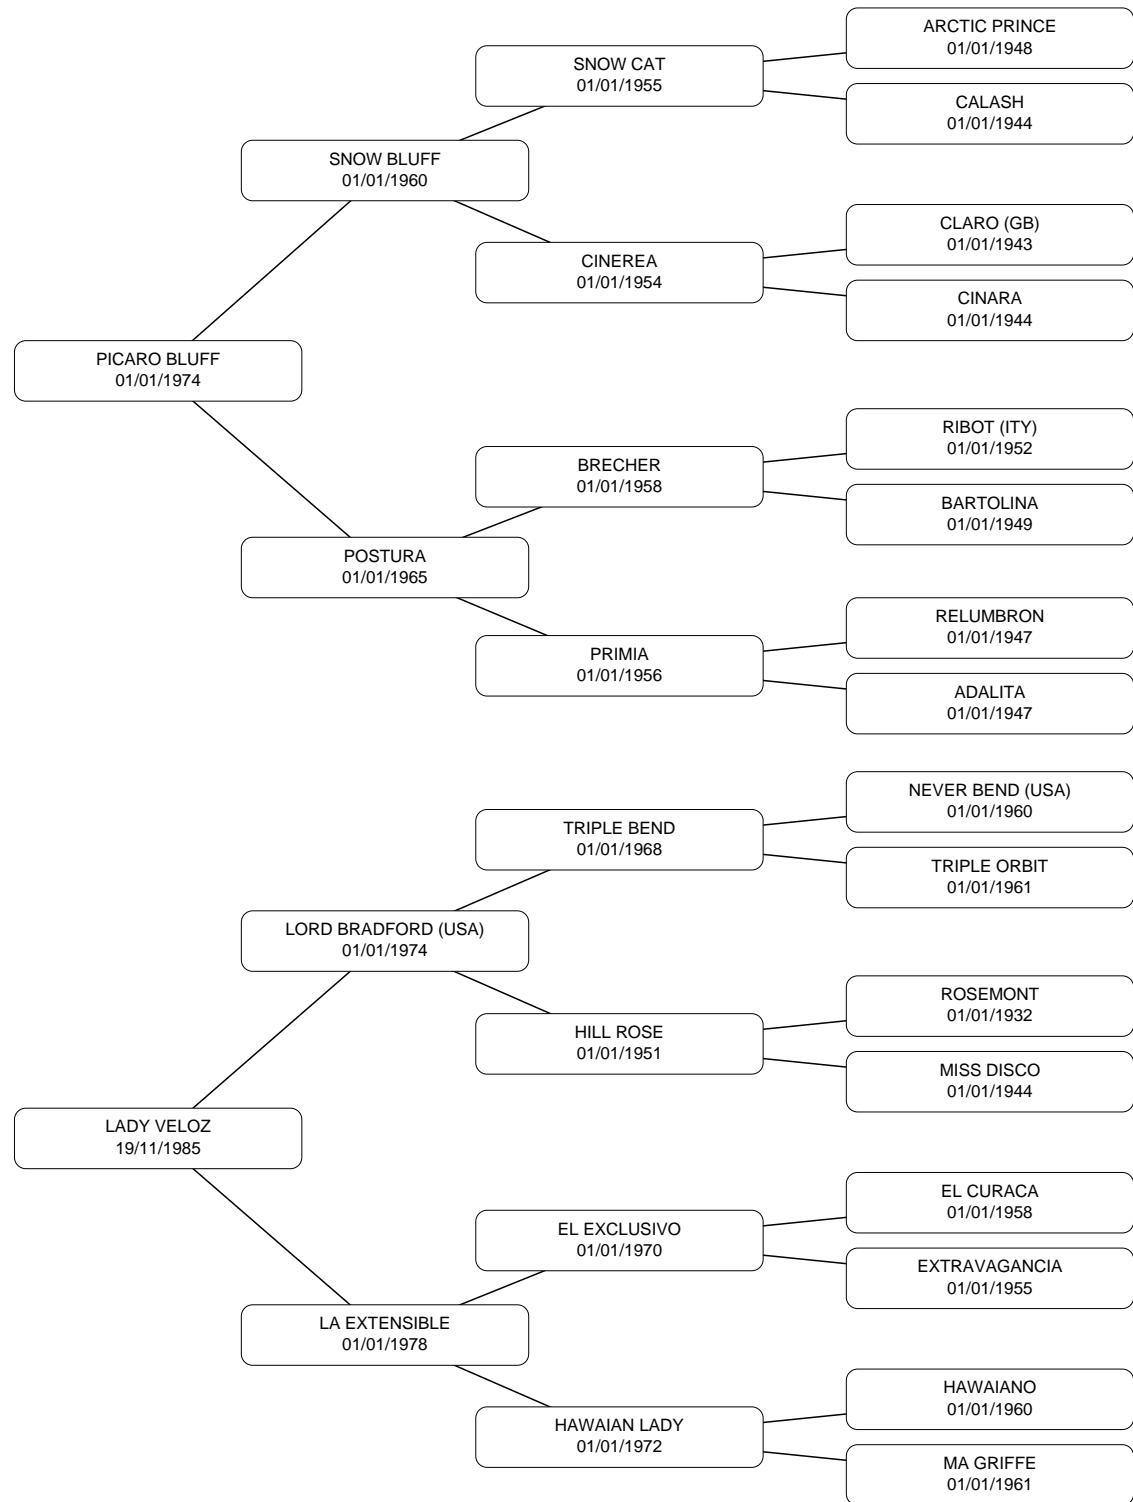 ARCTIC PRINCE
01/01/1948
SNOW CAT
01/01/1955
CALASH
01/01/1944
SNOW BLUFF
01/01/1960
CLARO (GB)
01/01/1943
CINEREA
01/01/1954
CINARA
01/01/1944
PICARO BLUFF
01/01/1974
RIBOT (ITY)
01/01/1952
BRECHER
01/01/1958
BARTOLINA
01/01/1949
POSTURA
01/01/1965
RELUMBRON
01/01/1947
PRIMIA
01/01/1956
ADALITA
01/01/1947
NEVER BEND (USA)
01/01/1960
TRIPLE BEND
01/01/1968
TRIPLE ORBIT
01/01/1961
LORD BRADFORD (USA)
01/01/1974
ROSEMONT
01/01/1932
HILL ROSE
01/01/1951
MISS DISCO
01/01/1944
LADY VELOZ
19/11/1985
EL CURACA
01/01/1958
EL EXCLUSIVO
01/01/1970
EXTRAVAGANCIA
01/01/1955
LA EXTENSIBLE
01/01/1978
HAWAIANO
01/01/1960
HAWAIAN LADY
01/01/1972
MA GRIFFE
01/01/1961